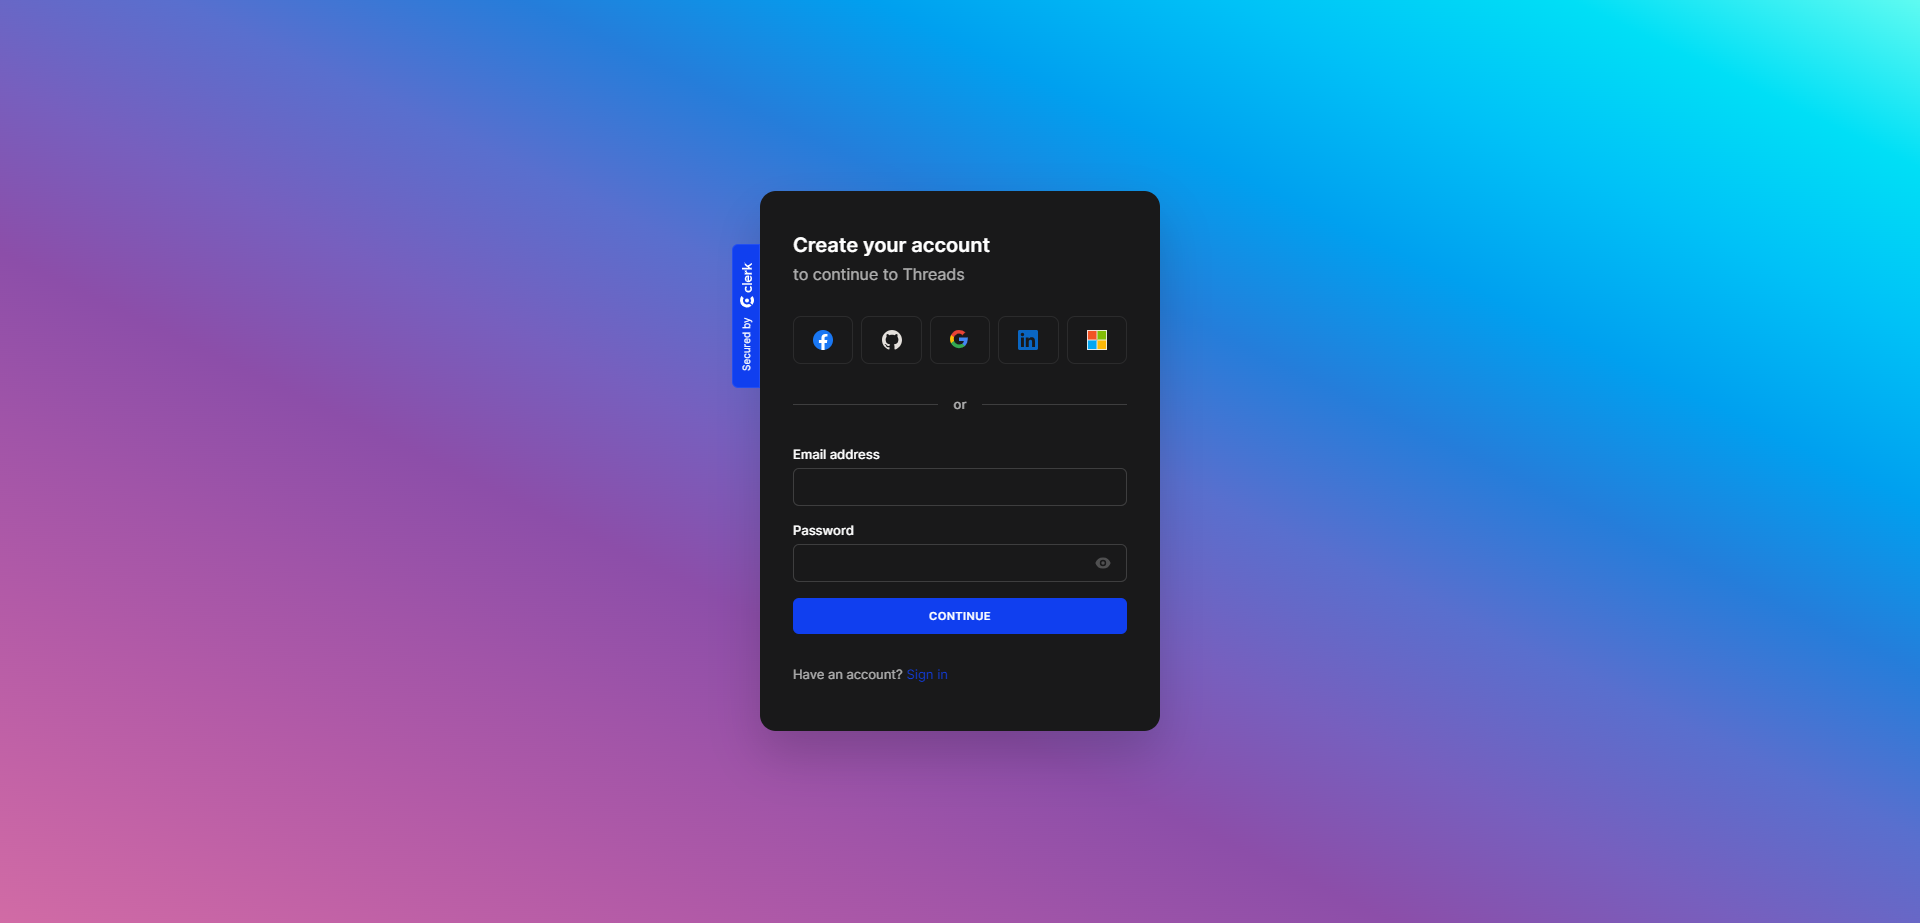 Create your account
to continue to Threads
Secured by clerk
or
Email address
Password
CONTINUE
Have an account? Sign in